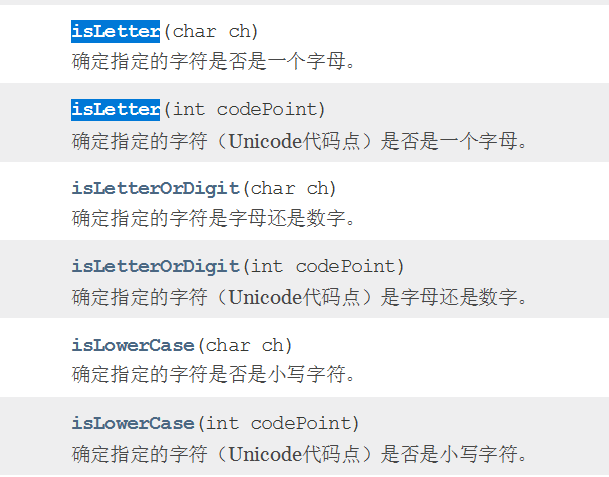 isLetter(char ch)
确定指定的字符是否是一个字母。
isLetter(int codePoint)
确定指定的字符（Unicode代码点）是否是一个字母。
isLetterOrDigit(char ch)
确定指定的字符是字母还是数字。
isLetterOrDigit(int codePoint)
确定指定的字符（Unicode代码点）是字母还是数字。
isLowerCase(char ch)
确定指定的字符是否是小写字符。
isLowerCase(int codePoint)
确定指定的字符（Unicode代码点）是否是小写字符。